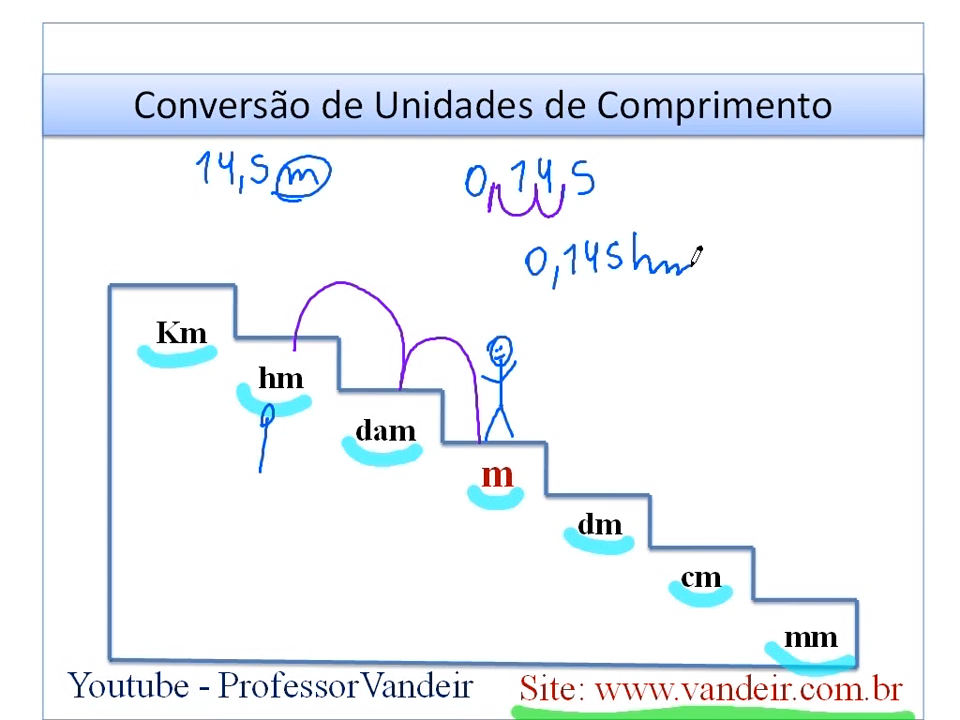 Conversão de Unidades de Comprimento
14,5 m
0,14,5
0,145 hm
Km
hm
dam
m
dm
cm
mm
Youtube - ProfessorVandeir
Site: www.vandeir.com.br